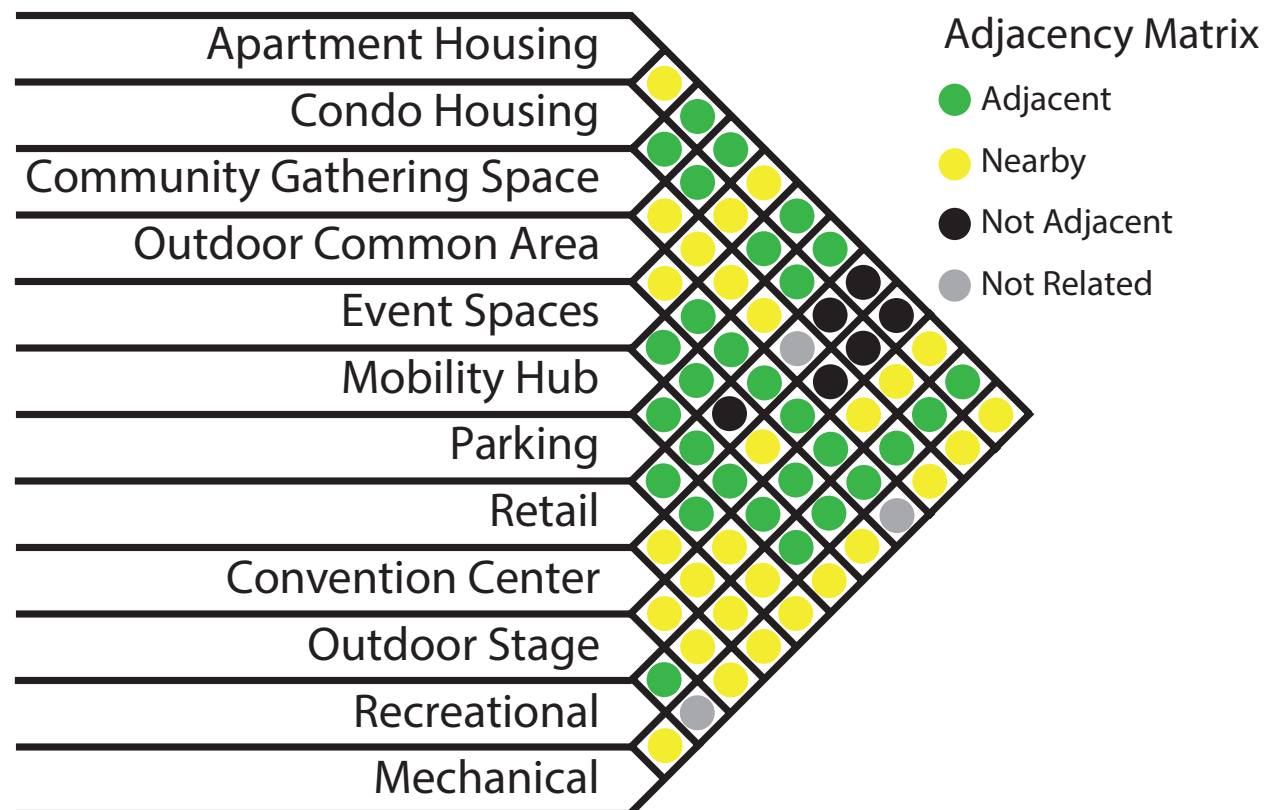 Adjacency Matrix
Adjacent
Nearby
Not Adjacent
Not Related
Apartment Housing
Condo Housing
Community Gathering Space
Outdoor Common Area
Event Spaces
Mobility Hub
Parking
Retail
Convention Center
Outdoor Stage
Recreational
Mechanical